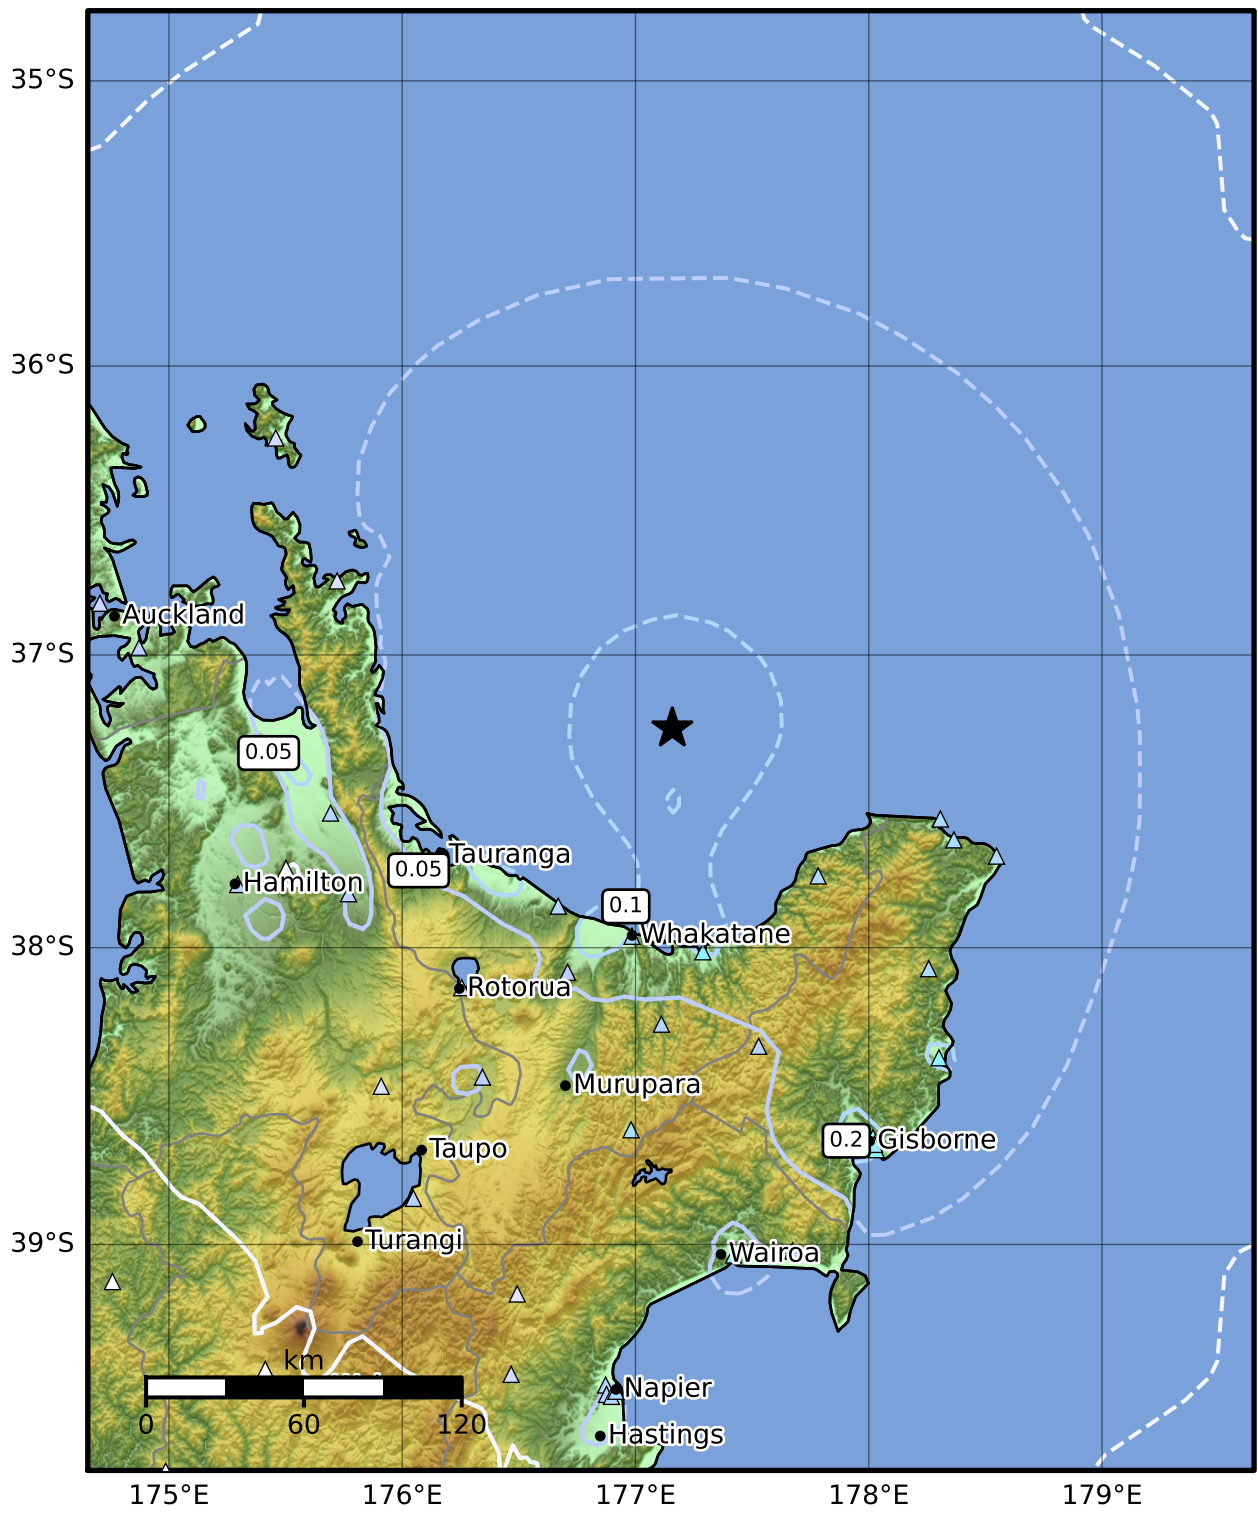 35°S
36°S
Auckland
37°S
0.05
Tauranga
0.05
Hamilton
0.1
Whakatane
38°S
Rotorua
Murupara
0.2
Gisborne
Taupo
39°S
Turangi
Wairoa
km
Napier
0
60
120
Hastings
175°E
176°E
177°E
178°E
179°E